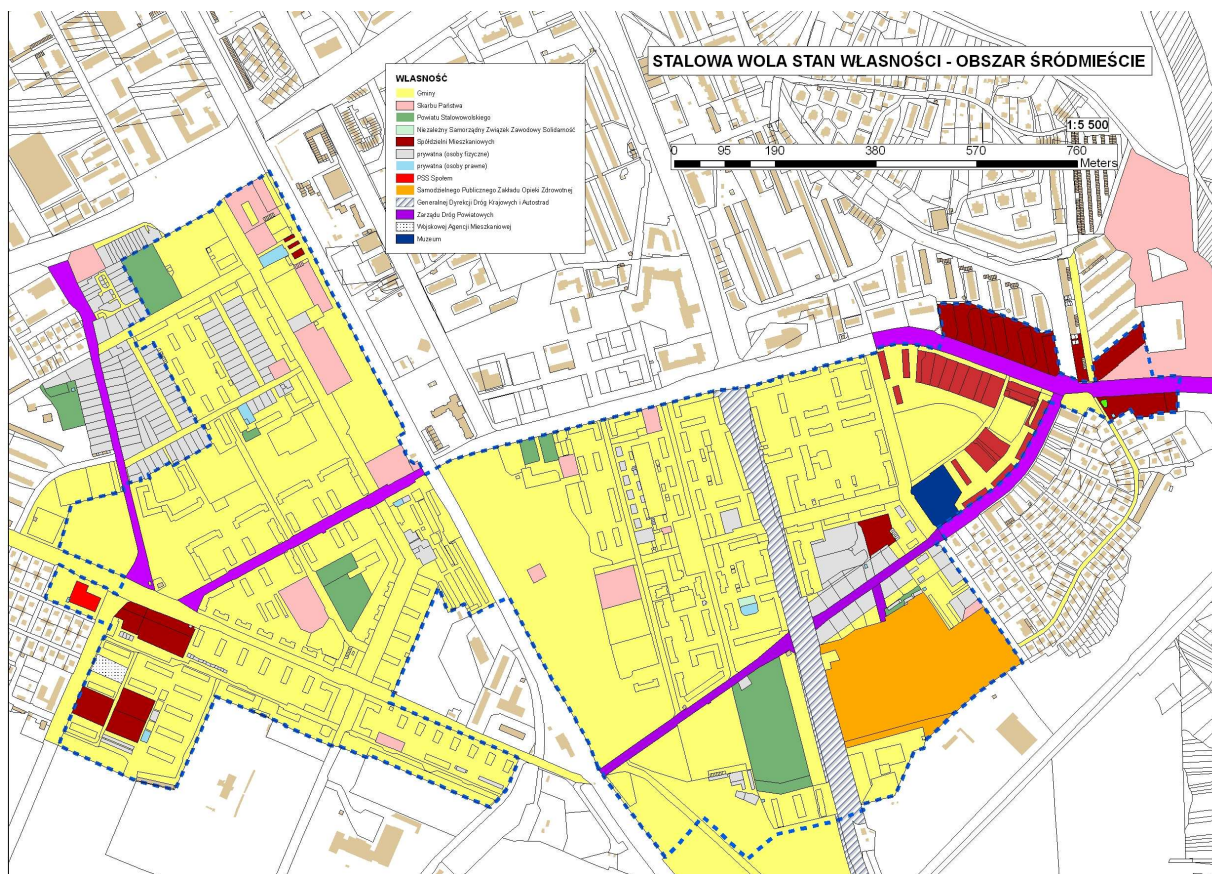 STALOWA WOLA STAN WŁASNOŚCI - OBSZAR ŚRÓDMIEŚCIE
WŁASNOŚĆ
Gminy
Skarbu Państwa
Powiatu Stalowowolskiego
Niezależny Samorządny Związek Zawodowy Solidarność
Spółdzielni Mieszkaniowych
prywatna (osoby fizyczne)
prywatna (osoby prawne)
PSS Społem
Samodzielnego Publicznego Zakładu Opieki Zdrowotnej
Generalnej Dyrekcji Dróg Krajowych i Autostrad
Zarządu Dróg Powiatowych
Wojskowej Agencji Mieszkaniowej
Muzeum
1:5 500
0 95 190 380 570 760
Meters